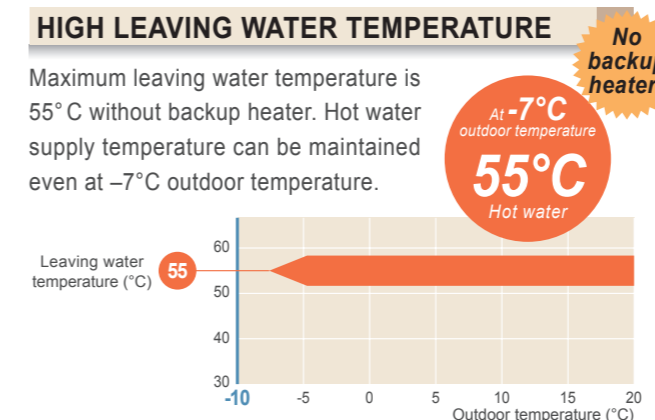 HIGH LEAVING WATER TEMPERATURE
No
backup
heater
Maximum leaving water temperature is
55° C without backup heater. Hot water
supply temperature can be maintained
even at –7°C outdoor temperature.
At -7°C
outdoor temperature
55°C
Hot water
Leaving water
temperature (°C)
55
60
50
40
30
-10
-5
0
5
10
15
20
Outdoor temperature (°C)